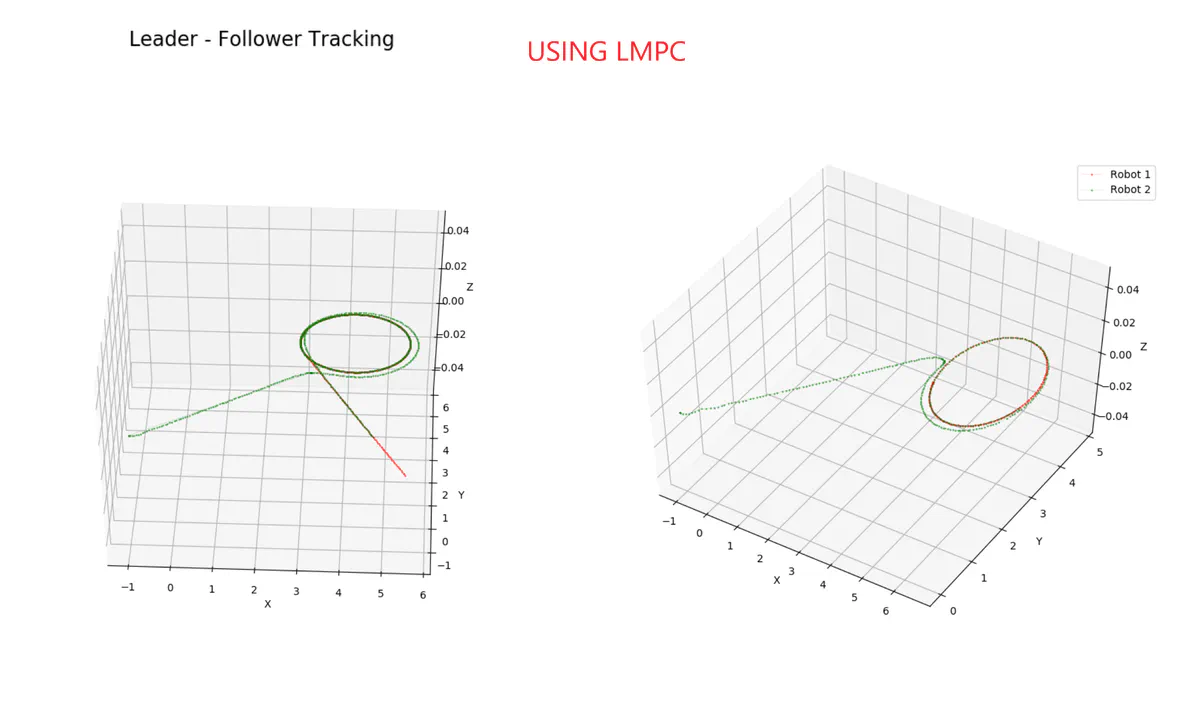 Leader - Follower Tracking
USING LMPC
0.04
0.02
Z
0.00
−0.02
−0.04
6
5
4
3
2 Y
1
0
−1
−1 0 1 2 3 4 5 6
X
Robot 1
Robot 2
0.04
0.02
Z
0.00
−0.02
−0.04
5
4
3
Y
2
1
0
−1
0
1
2
X
3
4
5
6